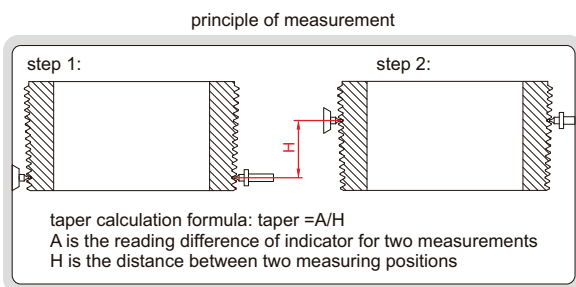 principle of measurement
step 1:
step 2:
H
taper calculation formula: taper =A/H
A is the reading difference of indicator for two measurements
H is the distance between two measuring positions